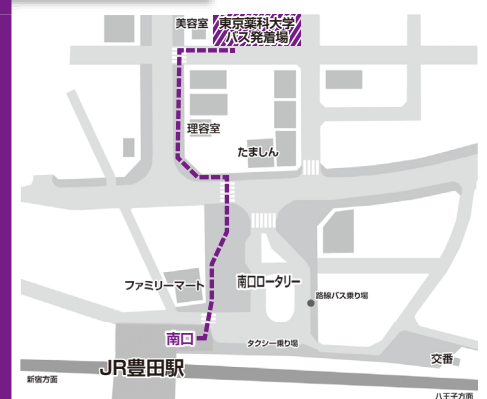 美容室
東京薬科大学
バス発着場
理容室
たましん
ファミリーマート
南口ロータリー
路線バス乗り場
南口
タクシー乗り場
JR豊田駅
交番
新宿方面
八王子方面